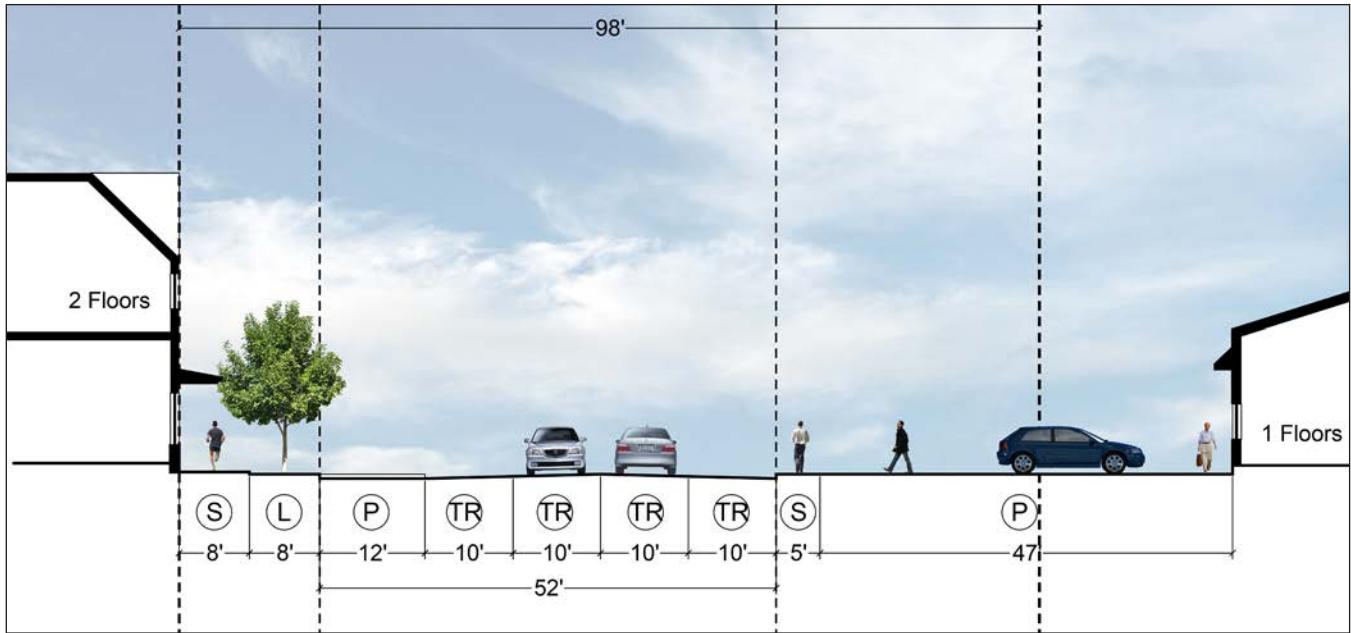 98'
2 Floors
1 Floors
S L P TR TR TR TR S P
8' 8' 12' 10' 10' 10' 10' 5' 47'
52'